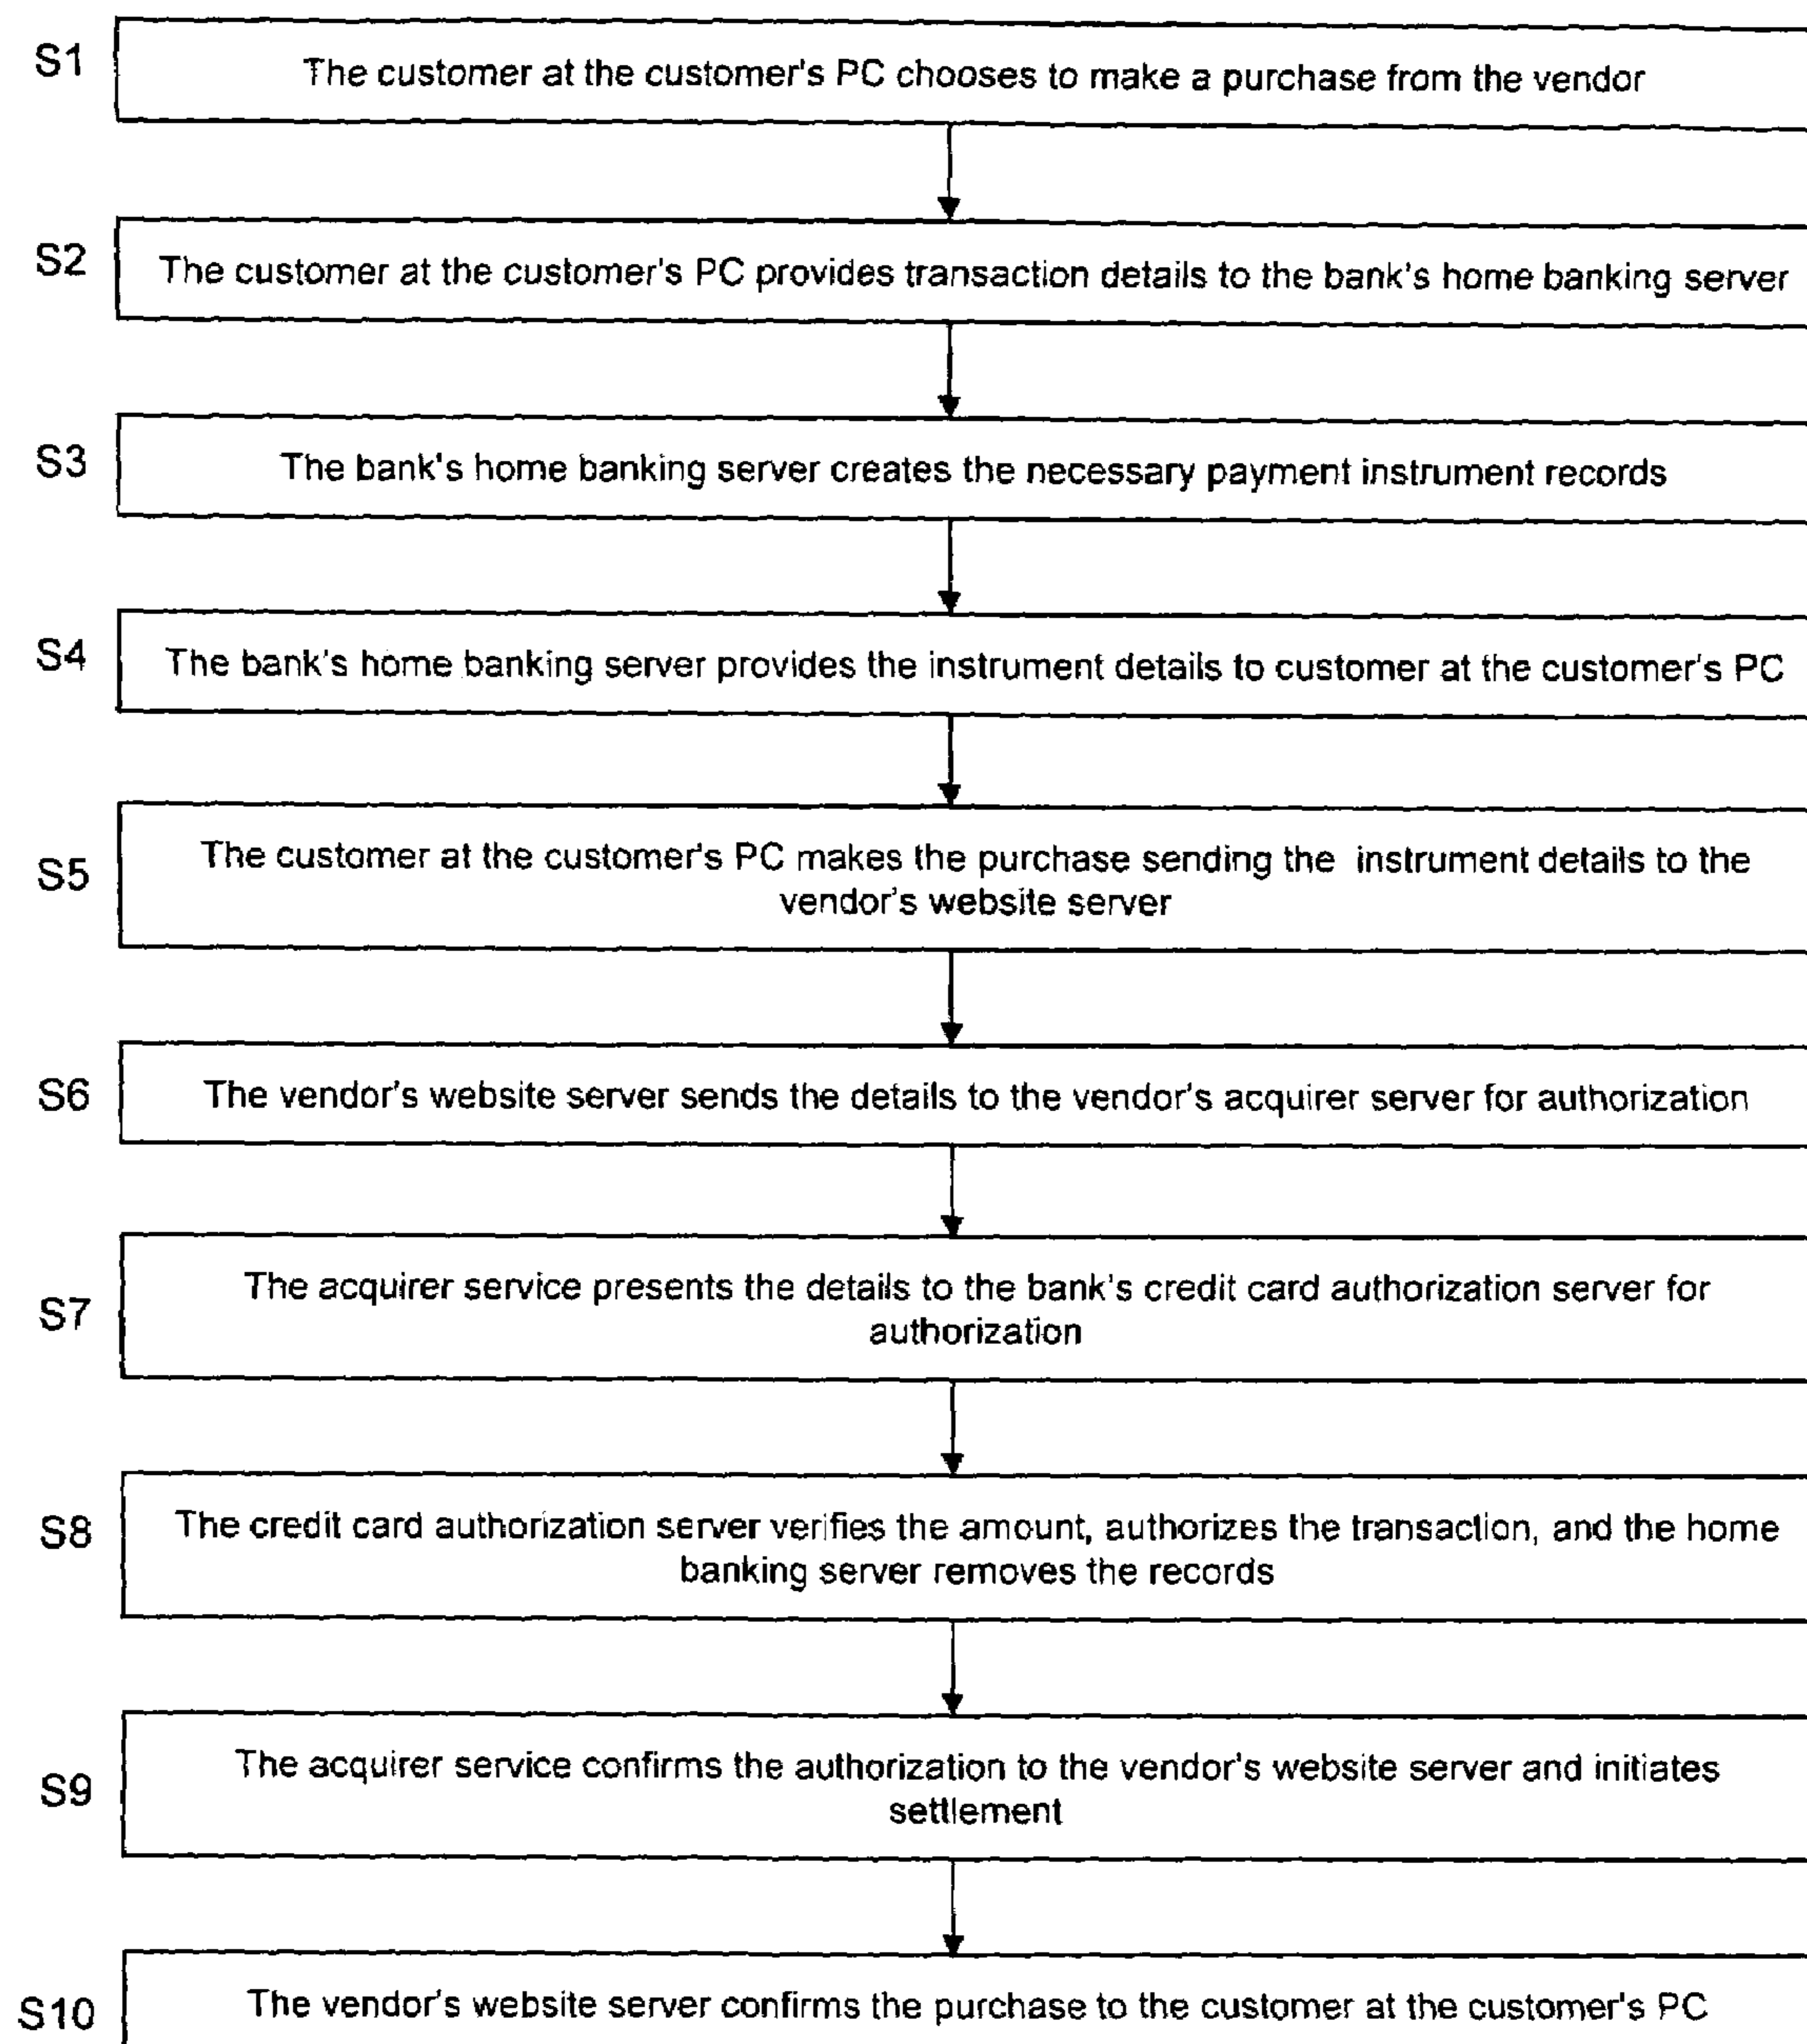 S1
The customer at the customer's PC chooses to make a purchase from the vendor
S2
The customer at the customer's PC provides transaction details to the bank's home banking server
S3
The bank's home banking server creates the necessary payment instrument records
S4
The bank's home banking server provides the instrument details to customer at the customer's PC
S5
The customer at the customer's PC makes the purchase sending the instrument details to the
vendor's website server
S6
The vendor's website server sends the details to the vendor's acquirer server for authorization
S7
The acquirer service presents the details to the bank's credit card authorization server for
authorization
S8
The credit card authorization server verifies the amount, authorizes the transaction, and the home
banking server removes the records
S9
The acquirer service confirms the authorization to the vendor's website server and initiates
settlement
S10
The vendor's website server confirms the purchase to the customer at the customer's PC